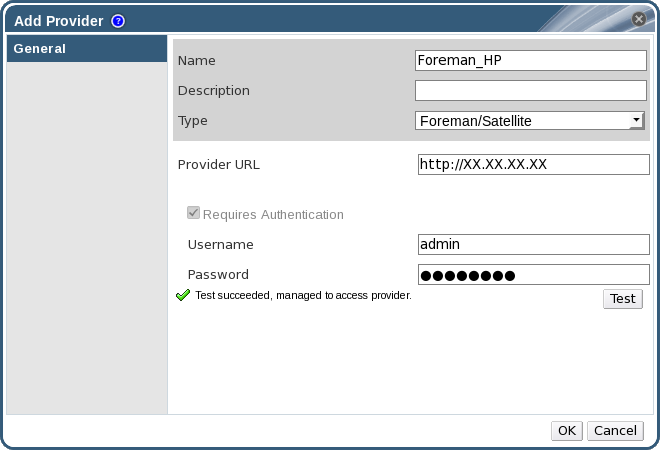 Add Provider ?
General
Name Foreman_HP
Description
Type Foreman/Satellite
Provider URL http://XX.XX.XX.XX
Requires Authentication
Username admin
Password ●●●●●●●●
Test succeeded, managed to access provider.
Test
OK Cancel